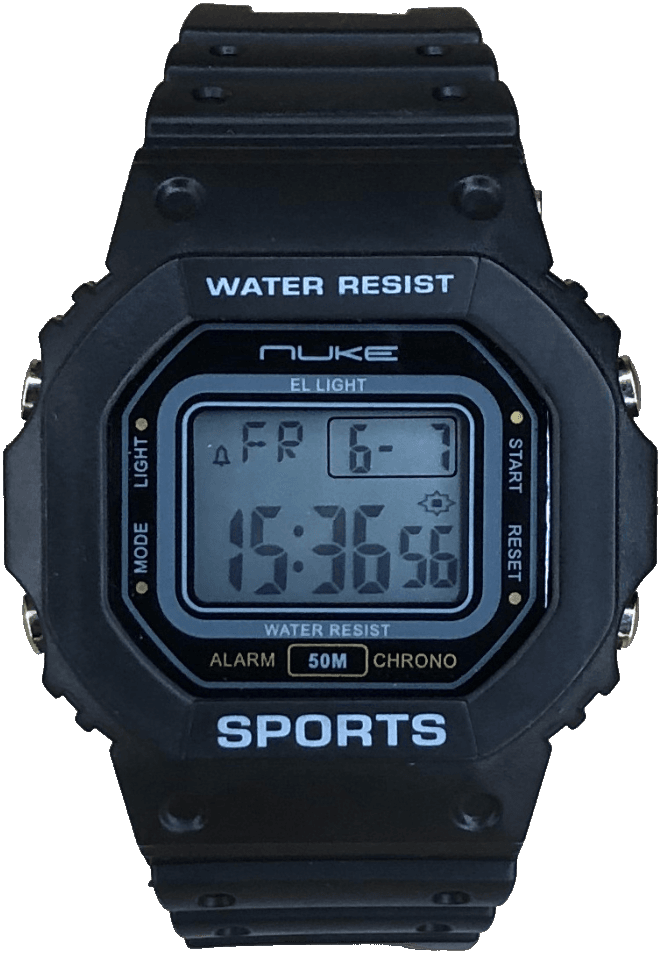 WATER RESIST
NUKE
EL LIGHT
LIGHT
MODE
START
RESET
FR 6- 7
15:36 56
WATER RESIST
ALARM 50M CHRONO
SPORTS